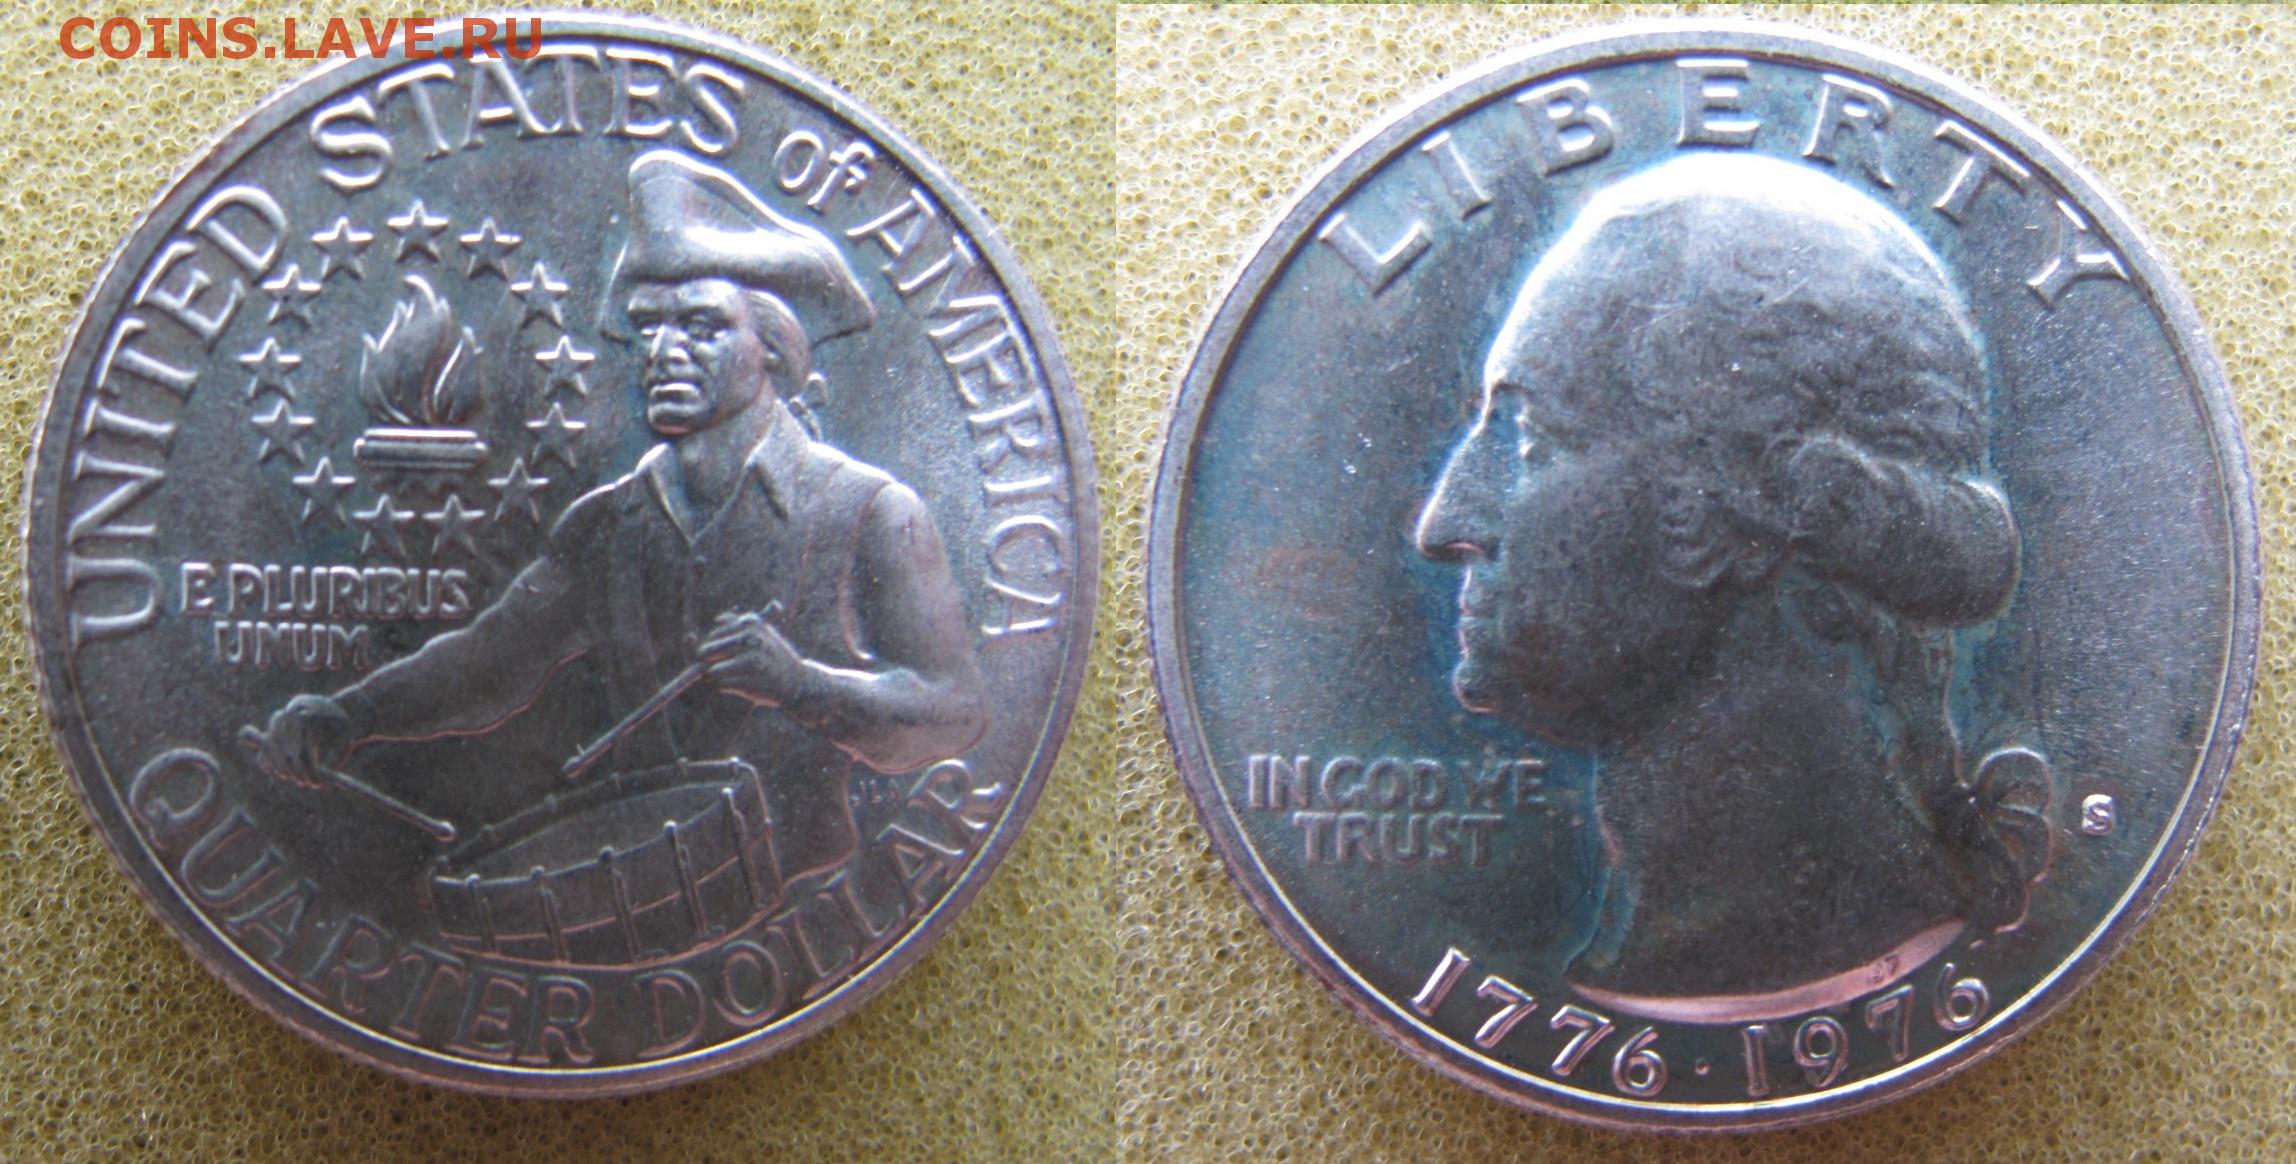 COINS.LAVE.RU
UNITED STATES of AMERICA
E PLURIBUS
UNUM
QUARTER DOLLAR
LIBERTY
IN GOD WE
TRUST
S
1776·1976